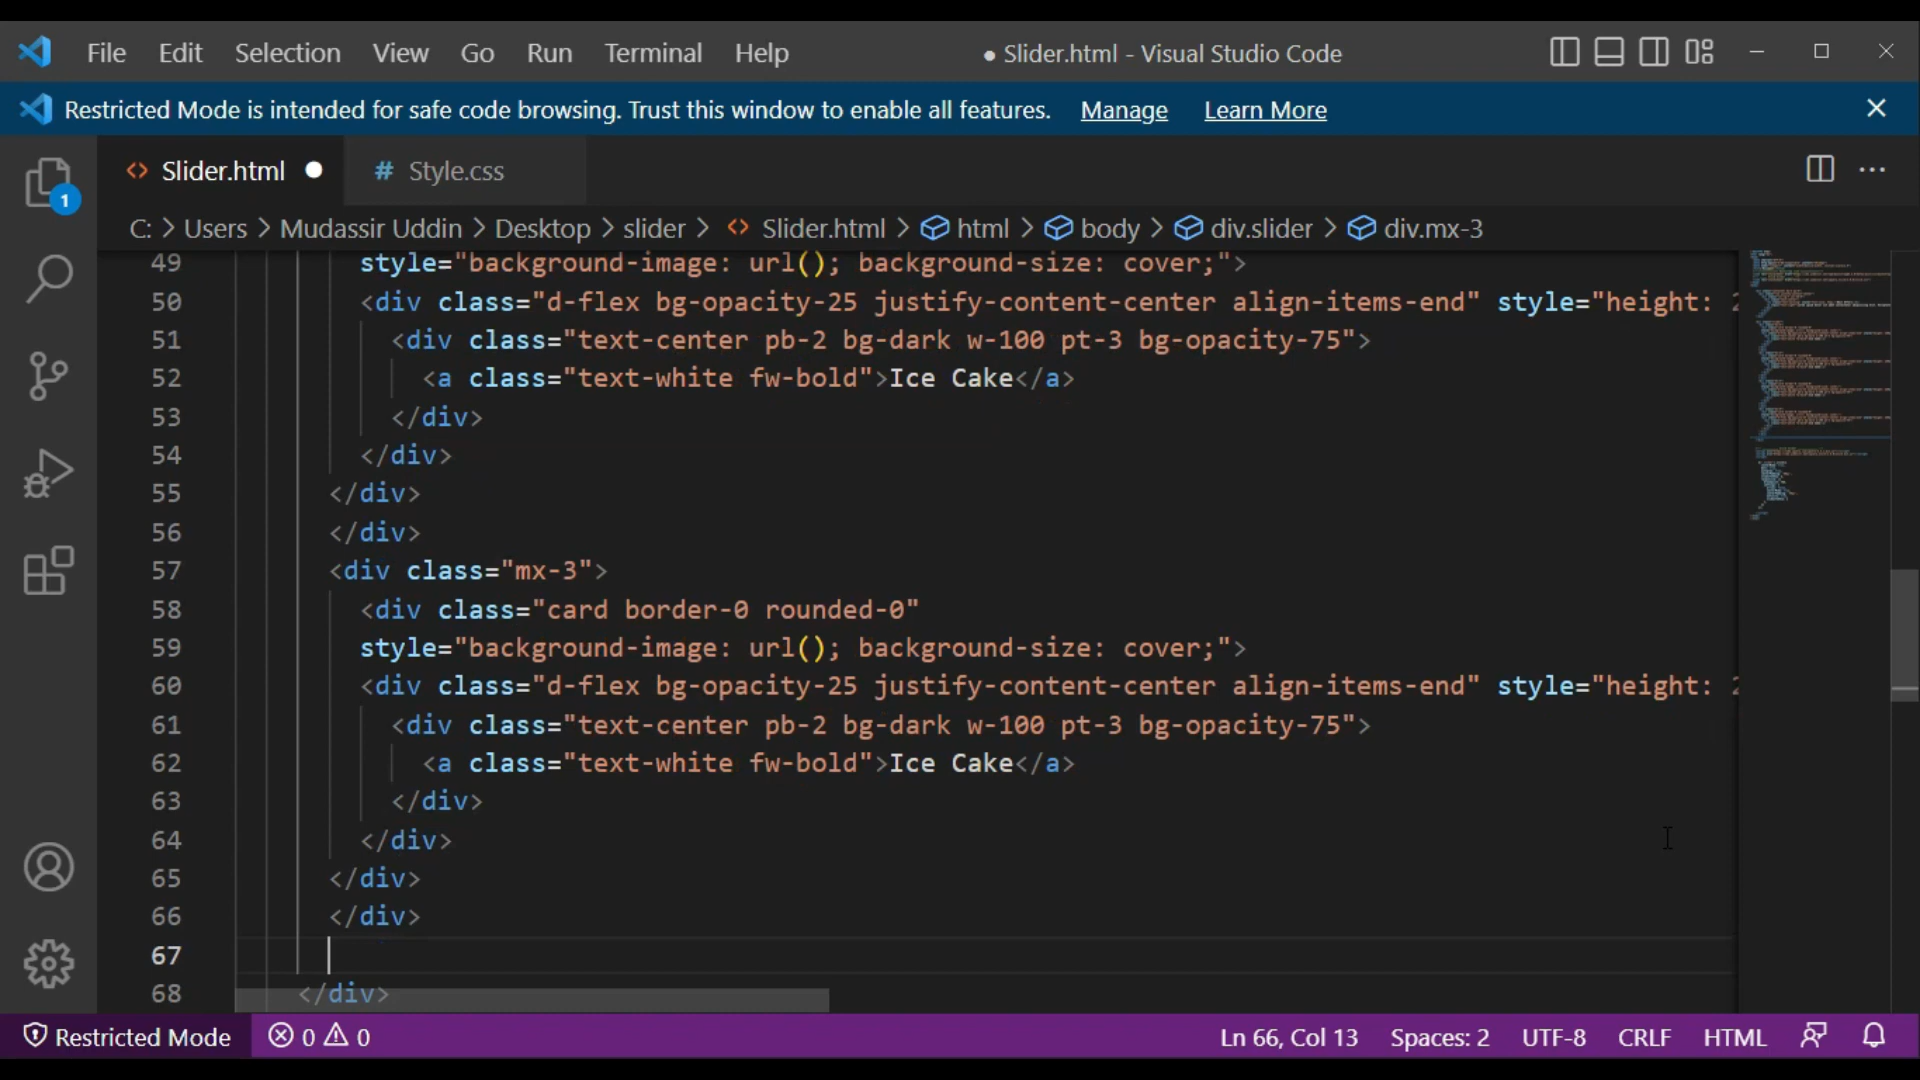 File Edit Selection View Go Run Terminal Help ● Slider.html - Visual Studio Code
Restricted Mode is intended for safe code browsing. Trust this window to enable all features. Manage Learn More
1
<> Slider.html ● # Style.css ...
C: > Users > Mudassir Uddin > Desktop > slider > <> Slider.html > html > body > div.slider > div.mx-3
49 style="background-image: url(); background-size: cover;">
50 <div class="d-flex bg-opacity-25 justify-content-center align-items-end" style="height:
51 <div class="text-center pb-2 bg-dark w-100 pt-3 bg-opacity-75">
52 <a class="text-white fw-bold">Ice Cake</a>
53 </div>
54 </div>
55 </div>
56 </div>
57 <div class="mx-3">
58 <div class="card border-0 rounded-0"
59 style="background-image: url(); background-size: cover;">
60 <div class="d-flex bg-opacity-25 justify-content-center align-items-end" style="height:
61 <div class="text-center pb-2 bg-dark w-100 pt-3 bg-opacity-75">
62 <a class="text-white fw-bold">Ice Cake</a>
63 </div>
64 </div>
65 </div>
66 </div>
67
68 </div>
Restricted Mode 0 0 Ln 66, Col 13 Spaces: 2 UTF-8 CRLF HTML